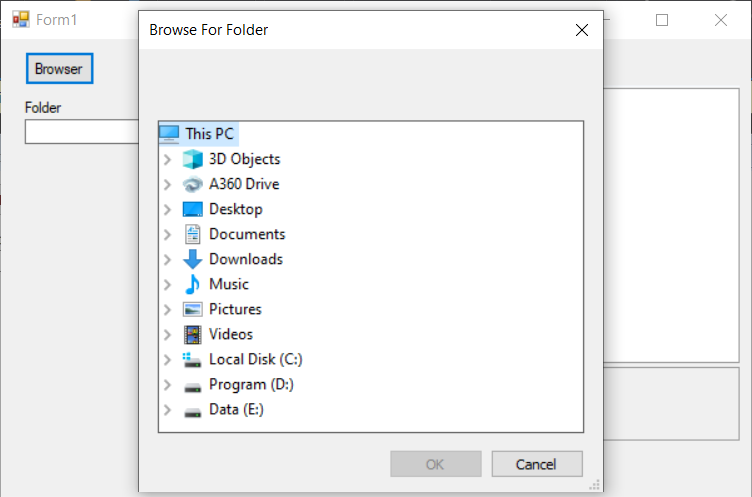 Form1
Browse For Folder
Browser
Folder
This PC
3D Objects
A360 Drive
Desktop
Documents
Downloads
Music
Pictures
Videos
Local Disk (C:)
Program (D:)
Data (E:)
OK
Cancel